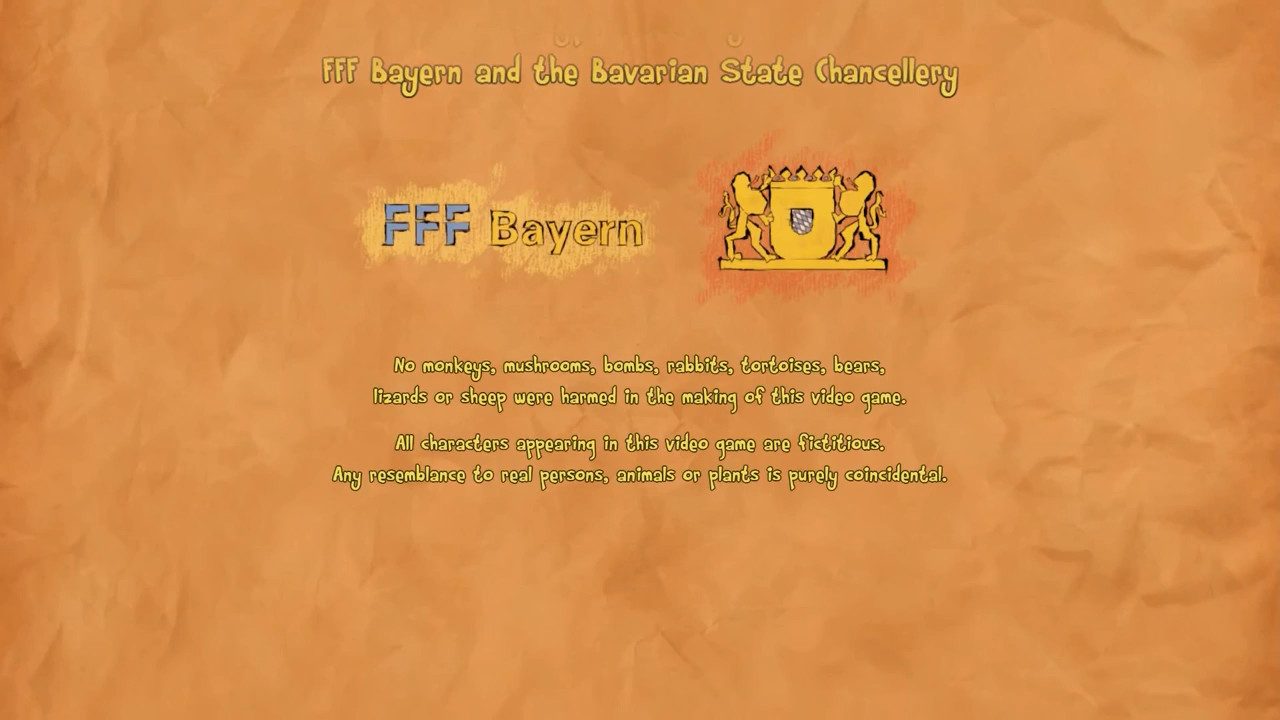 FFF Bayern and the Bavarian State Chancellery
FFF Bayern
No monkeys, mushrooms, bombs, rabbits, tortoises, bears,
lizards or sheep were harmed in the making of this video game.
All characters appearing in this video game are fictitious.
Any resemblance to real persons, animals or plants is purely coincidental.